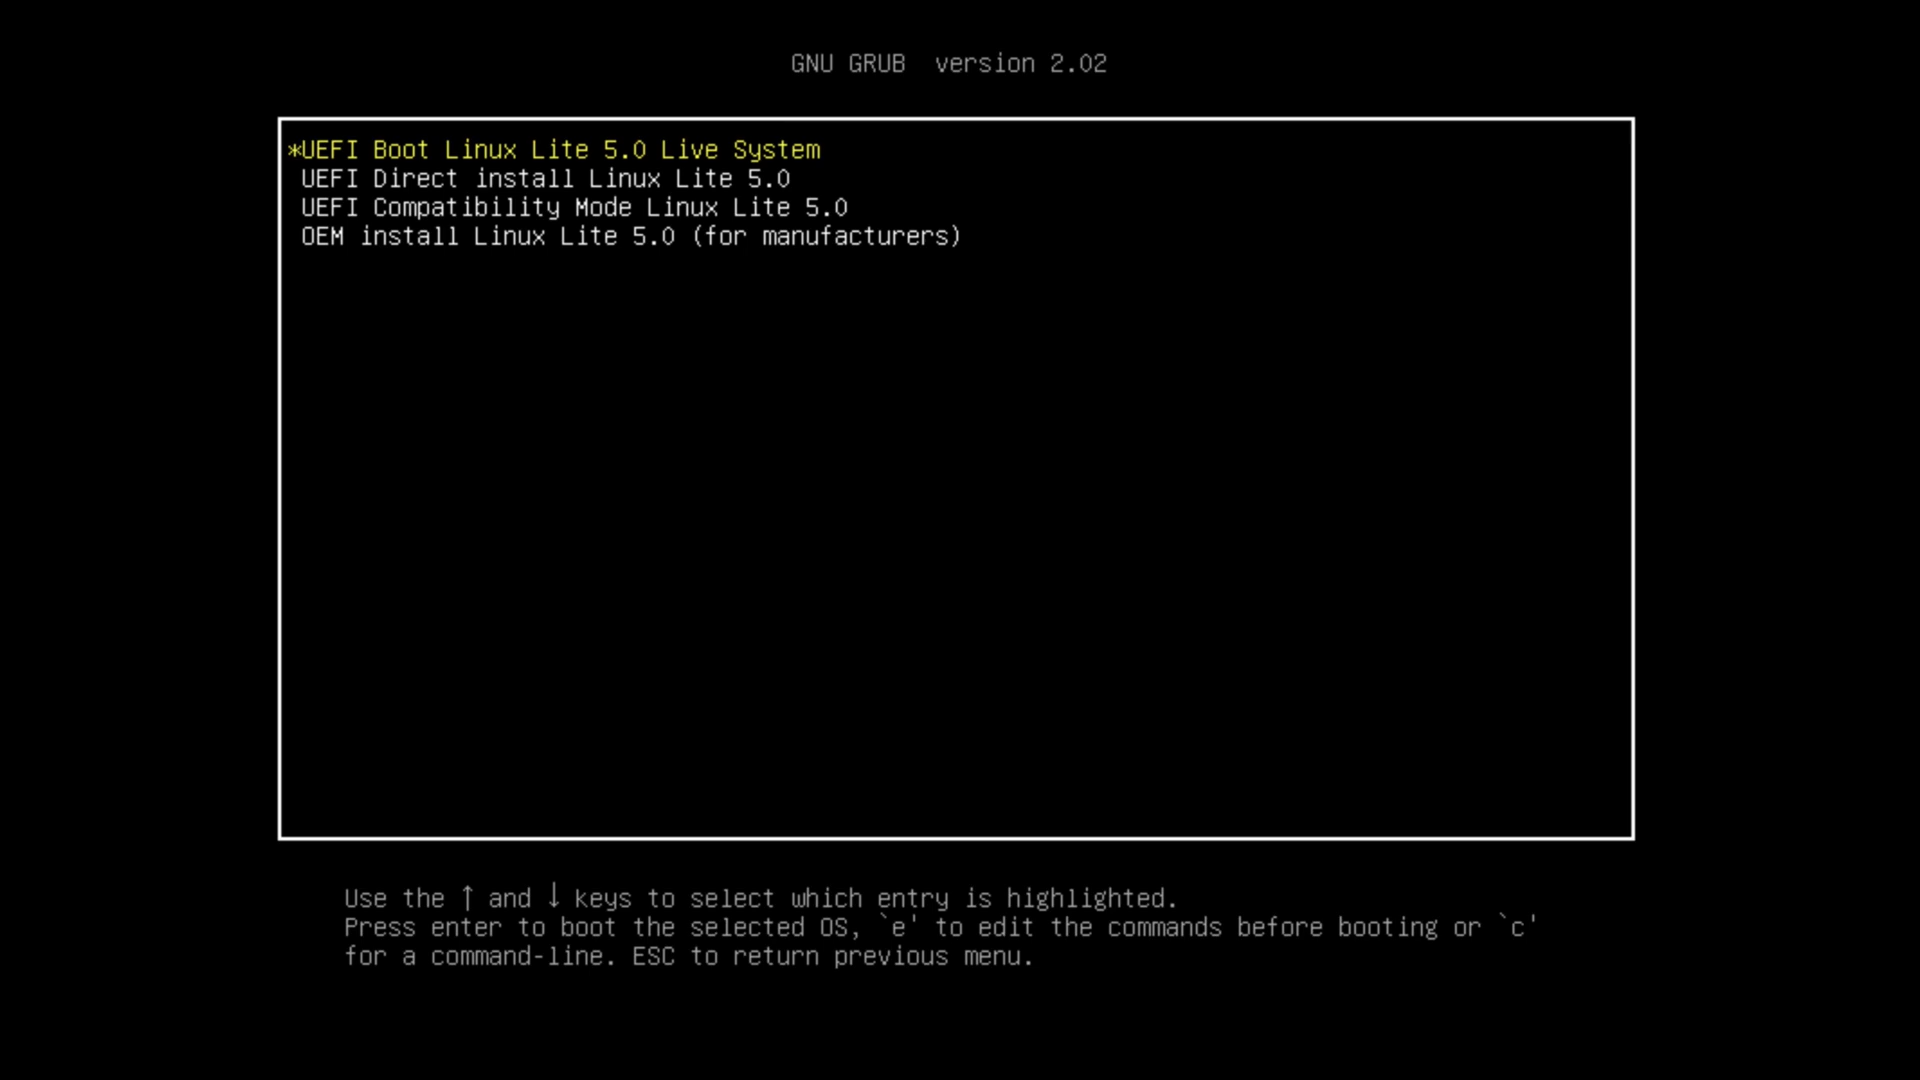 GNU GRUB  version 2.02
*UEFI Boot Linux Lite 5.0 Live System
UEFI Direct install Linux Lite 5.0
UEFI Compatibility Mode Linux Lite 5.0
OEM install Linux Lite 5.0 (for manufacturers)
Use the ↑ and ↓ keys to select which entry is highlighted.
Press enter to boot the selected OS, `e' to edit the commands before booting or `c'
for a command-line. ESC to return previous menu.